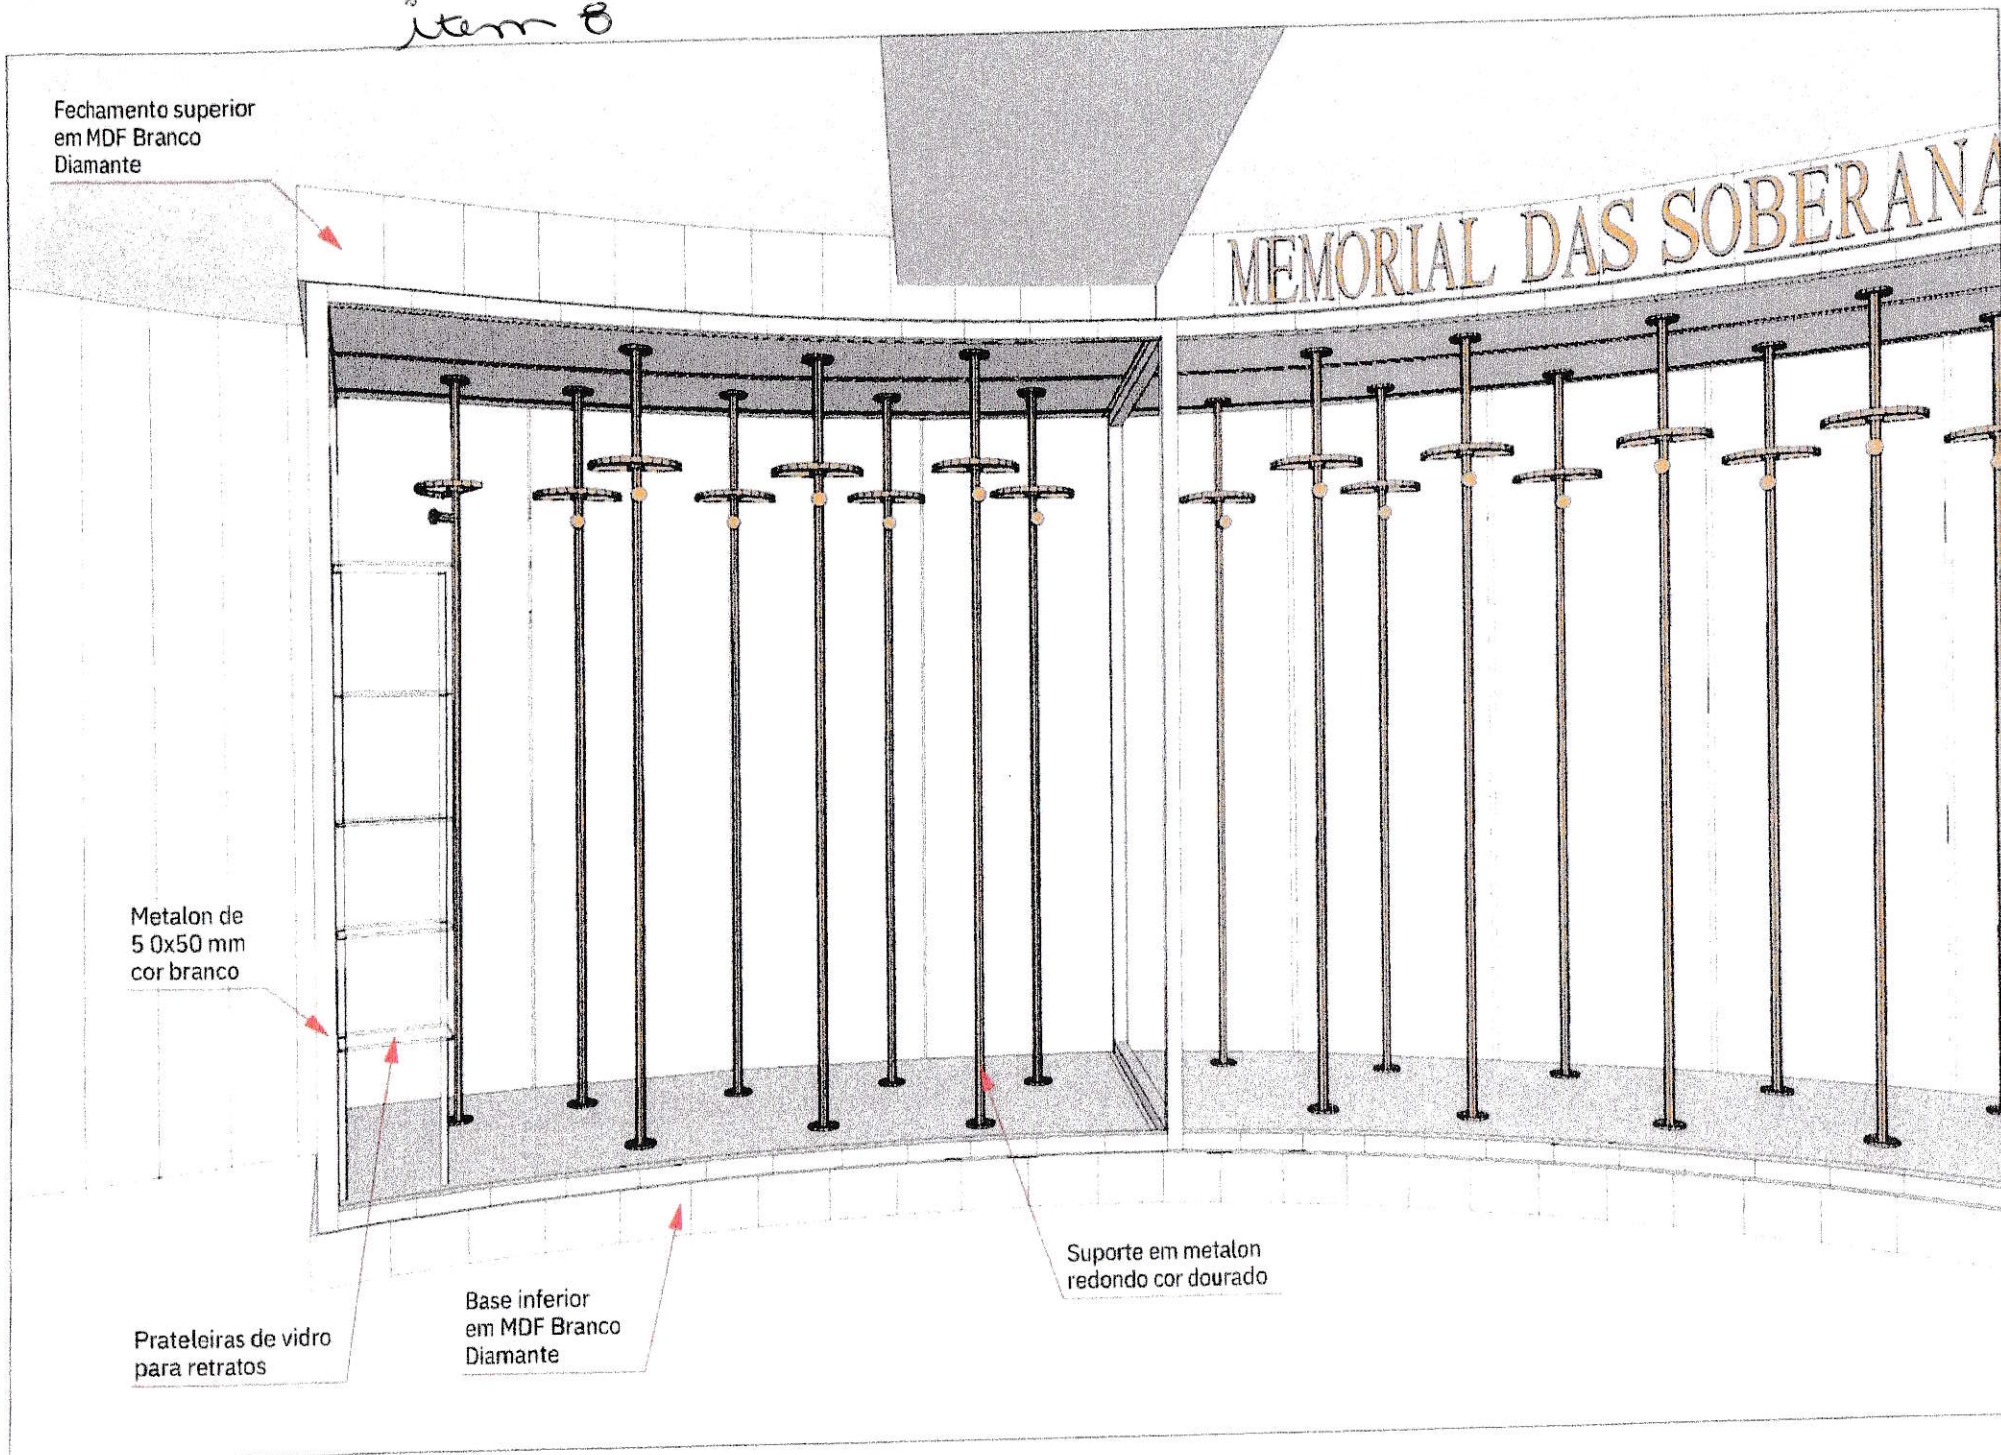 item 8
Fechamento superior
em MDF Branco
Diamante
MEMORIAL DAS SOBERANA
Metalon de
5 0x50 mm
cor branco
Suporte em metalon
redondo cor dourado
Base inferior
em MDF Branco
Diamante
Prateleiras de vidro
para retratos